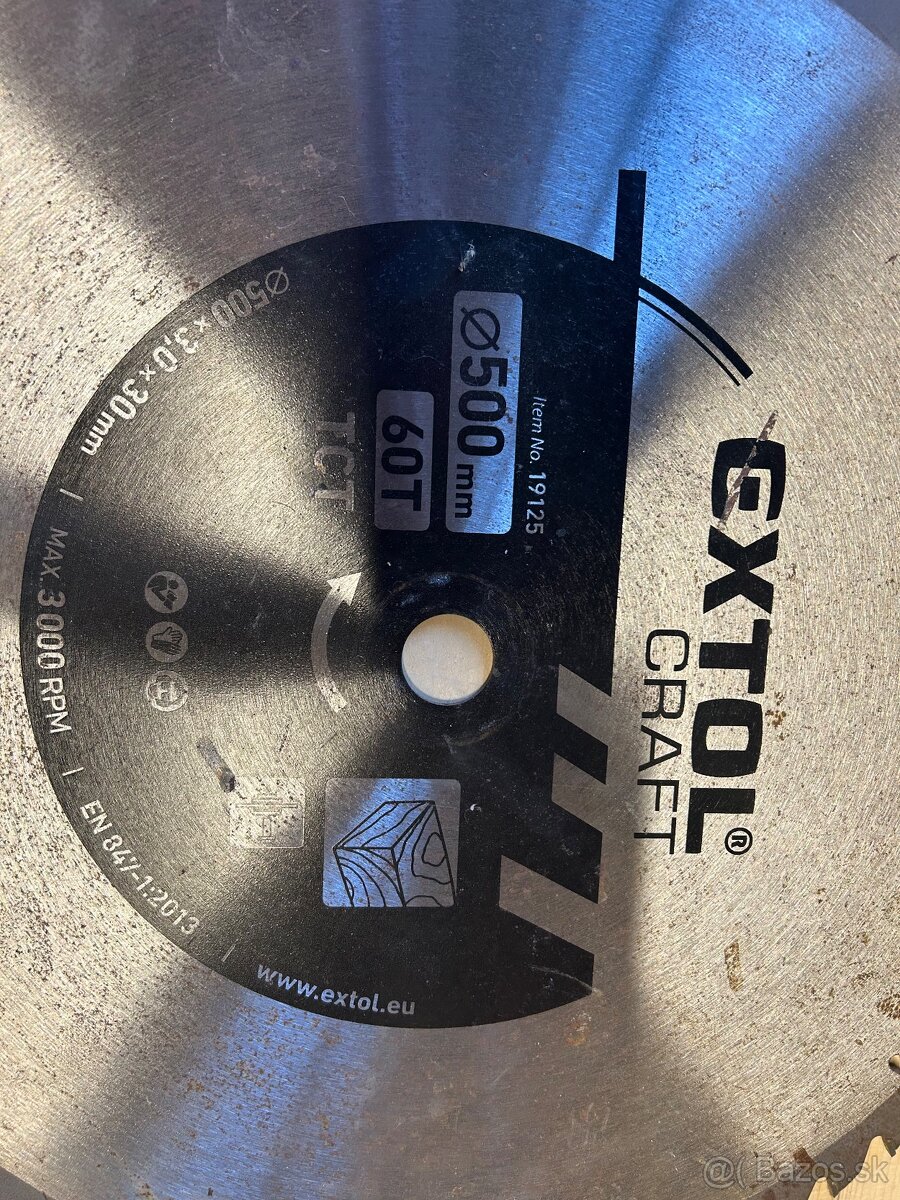 EXTOL®
CRAFT
Item No. 19125
Ø500 mm
60T
TCT
Ø500 × 3,0 × 30mm | MAX. 3000 RPM | EN 847-1:2013 | www.extol.eu
@( Bazos.sk